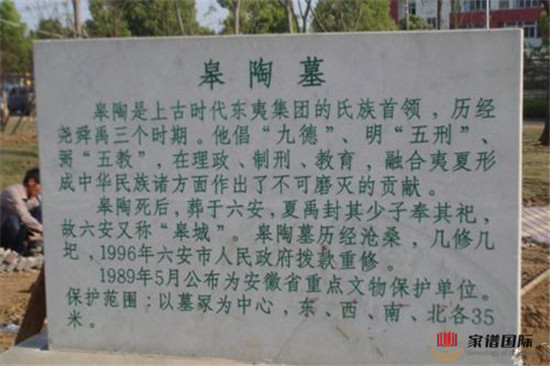 皋陶墓
皋陶是上古时代东夷集团的氏族首领，历经
尧舜禹三个时期。他倡“九德”、明“五刑”、
弼“五教”，在理政、制刑、教育，融合夷夏形
成中华民族诸方面作出了不可磨灭的贡献。
皋陶死后，葬于六安，夏禹封其少子奉其祀，
故六安又称“皋城”。皋陶墓历经沧桑，几修几
圮，1996年六安市人民政府拨款重修。
1989年5月公布为安徽省重点文物保护单位。
保护范围：以墓冢为中心，东、西、南、北各35
米。
家谱国际